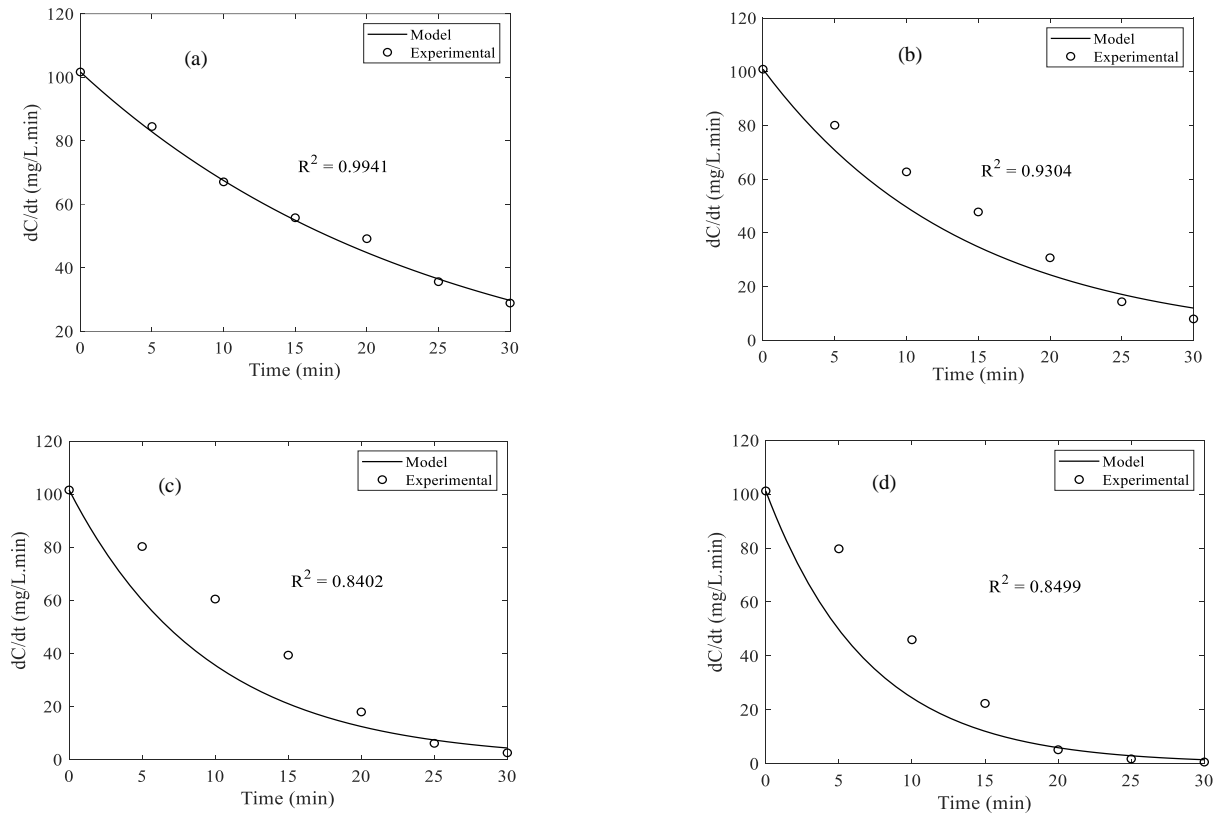 120
100
80
60
40
20
dC/dt (mg/L.min)
(a)
Model
Experimental
R² = 0.9941
0 5 10 15 20 25 30
Time (min)
120
100
80
60
40
20
0
dC/dt (mg/L.min)
(b)
Model
Experimental
R² = 0.9304
0 5 10 15 20 25 30
Time (min)
120
100
80
60
40
20
0
dC/dt (mg/L.min)
(c)
Model
Experimental
R² = 0.8402
0 5 10 15 20 25 30
Time (min)
120
100
80
60
40
20
0
dC/dt (mg/L.min)
(d)
Model
Experimental
R² = 0.8499
0 5 10 15 20 25 30
Time (min)